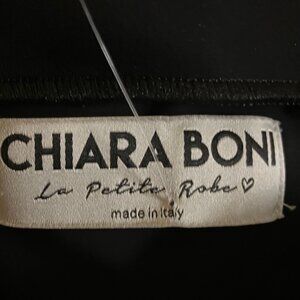 CHIARA BONI
La Petite Robe♡
made in Italy